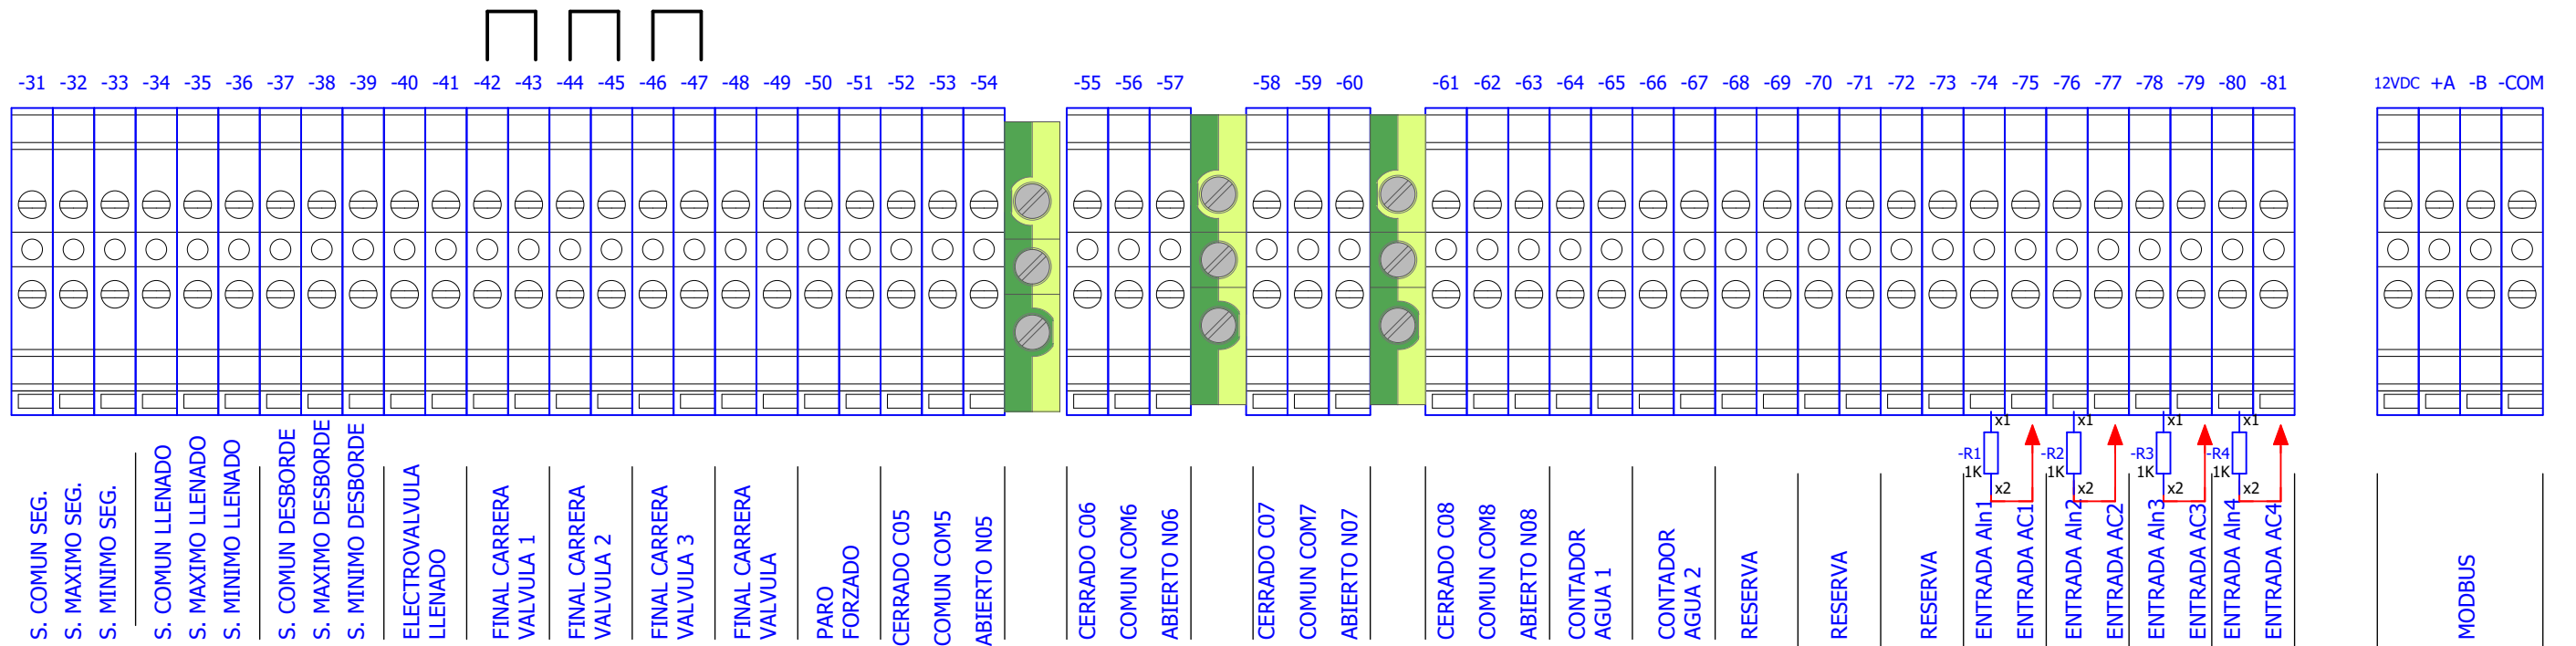 -31 -32 -33 -34 -35 -36 -37 -38 -39 -40 -41 -42 -43 -44 -45 -46 -47 -48 -49 -50 -51 -52 -53 -54 -55 -56 -57 -58 -59 -60 -61 -62 -63 -64 -65 -66 -67 -68 -69 -70 -71 -72 -73 -74 -75 -76 -77 -78 -79 -80 -81 12VDC +A -B -COM
S. COMUN SEG.
S. MAXIMO SEG.
S. MINIMO SEG.
S. COMUN LLENADO
S. MAXIMO LLENADO
S. MINIMO LLENADO
S. COMUN DESBORDE
S. MAXIMO DESBORDE
S. MINIMO DESBORDE
ELECTROVALVULA
LLENADO
FINAL CARRERA
VALVULA 1
FINAL CARRERA
VALVULA 2
FINAL CARRERA
VALVULA 3
FINAL CARRERA
VALVULA
PARO
FORZADO
CERRADO C05
COMUN COM5
ABIERTO N05
CERRADO C06
COMUN COM6
ABIERTO N06
CERRADO C07
COMUN COM7
ABIERTO N07
CERRADO C08
COMUN COM8
ABIERTO N08
CONTADOR
AGUA 1
CONTADOR
AGUA 2
RESERVA
RESERVA
RESERVA
x1
-R1
1K
x2
ENTRADA AIn1
ENTRADA AC1
x1
-R2
1K
x2
ENTRADA AIn2
ENTRADA AC2
x1
-R3
1K
x2
ENTRADA AIn3
ENTRADA AC3
x1
-R4
1K
x2
ENTRADA AIn4
ENTRADA AC4
MODBUS